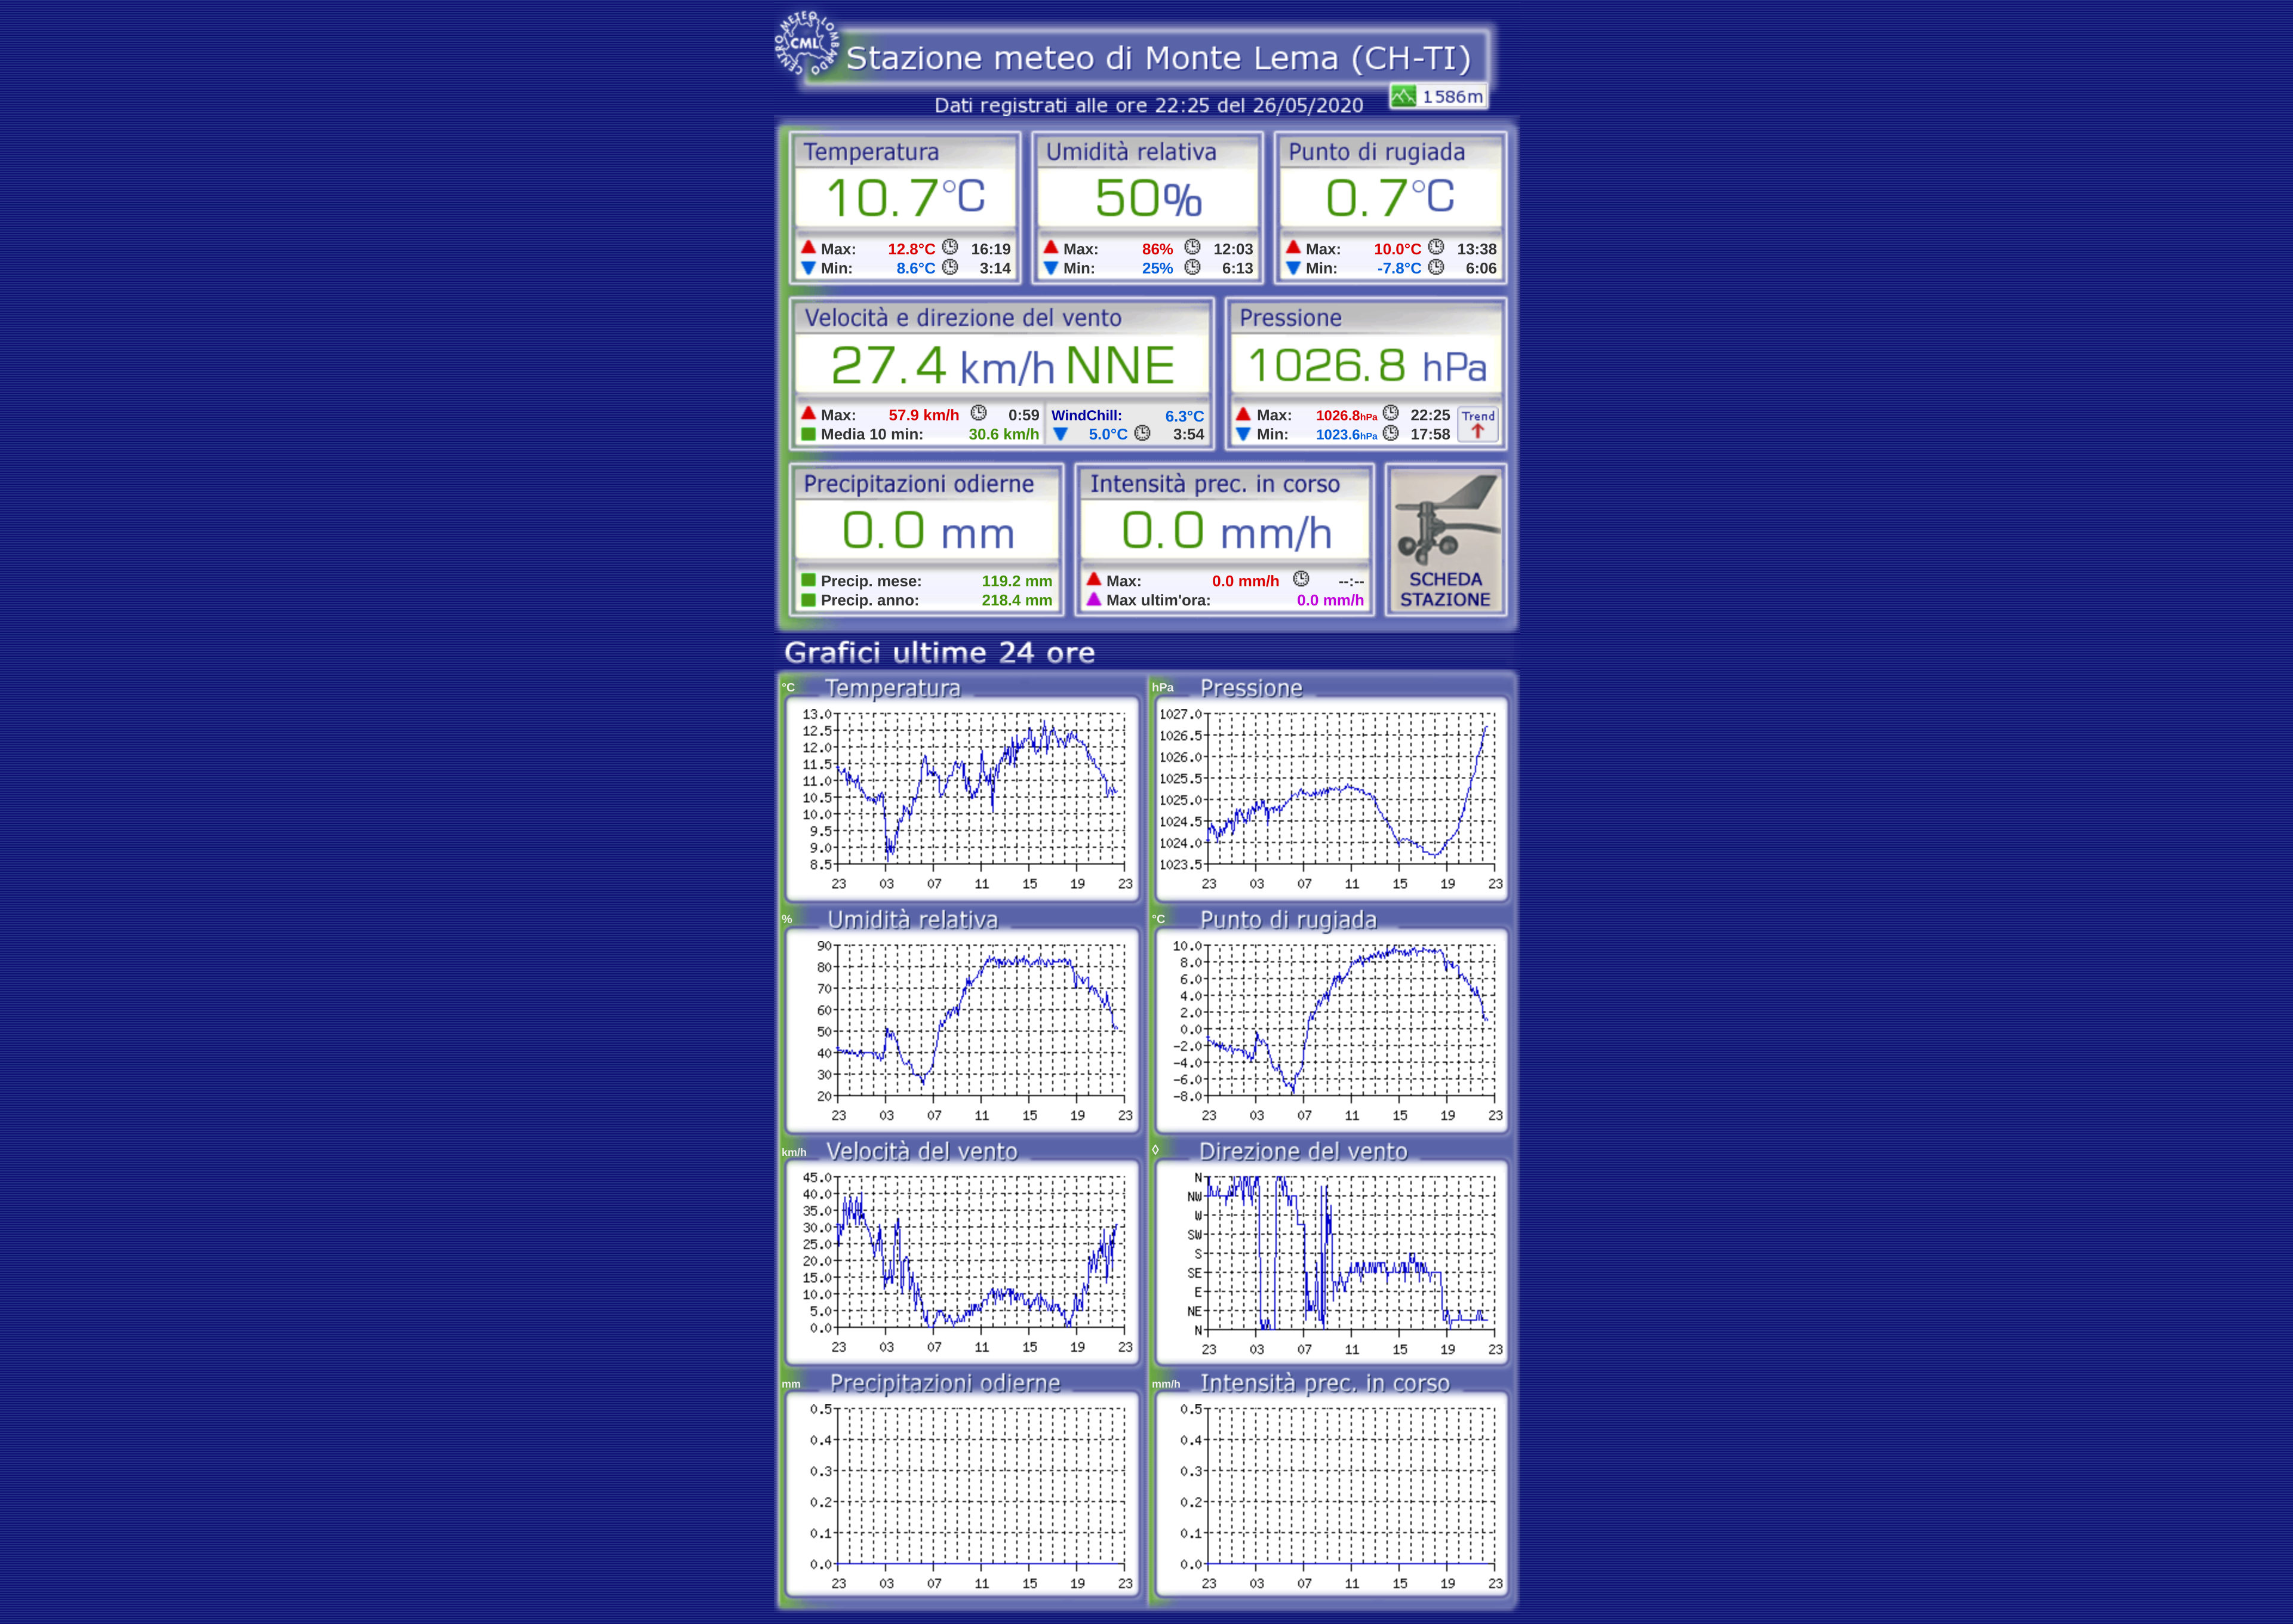 CENTRO METEO LOMBARDO
CML
Stazione meteo di Monte Lema (CH-TI)
Dati registrati alle ore 22:25 del 26/05/2020
1586m
Temperatura
10.7°C
Max: 12.8°C 16:19
Min: 8.6°C 3:14
Umidità relativa
50%
Max: 86% 12:03
Min: 25% 6:13
Punto di rugiada
0.7°C
Max: 10.0°C 13:38
Min: -7.8°C 6:06
Velocità e direzione del vento
27.4 km/h NNE
Max: 57.9 km/h 0:59
Media 10 min: 30.6 km/h
WindChill: 6.3°C
5.0°C 3:54
Pressione
1026.8 hPa
Max: 1026.8hPa 22:25
Min: 1023.6hPa 17:58
Trend
Precipitazioni odierne
0.0 mm
Precip. mese: 119.2 mm
Precip. anno: 218.4 mm
Intensità prec. in corso
0.0 mm/h
Max: 0.0 mm/h --:--
Max ultim'ora: 0.0 mm/h
SCHEDA
STAZIONE
Grafici ultime 24 ore
°C Temperatura
13.0
12.5
12.0
11.5
11.0
10.5
10.0
9.5
9.0
8.5
23 03 07 11 15 19 23
hPa Pressione
1027.0
1026.5
1026.0
1025.5
1025.0
1024.5
1024.0
1023.5
23 03 07 11 15 19 23
% Umidità relativa
90
80
70
60
50
40
30
20
23 03 07 11 15 19 23
°C Punto di rugiada
10.0
8.0
6.0
4.0
2.0
0.0
-2.0
-4.0
-6.0
-8.0
23 03 07 11 15 19 23
km/h Velocità del vento
45.0
40.0
35.0
30.0
25.0
20.0
15.0
10.0
5.0
0.0
23 03 07 11 15 19 23
◊ Direzione del vento
N
NW
W
SW
S
SE
E
NE
N
23 03 07 11 15 19 23
mm Precipitazioni odierne
0.5
0.4
0.3
0.2
0.1
0.0
23 03 07 11 15 19 23
mm/h Intensità prec. in corso
0.5
0.4
0.3
0.2
0.1
0.0
23 03 07 11 15 19 23